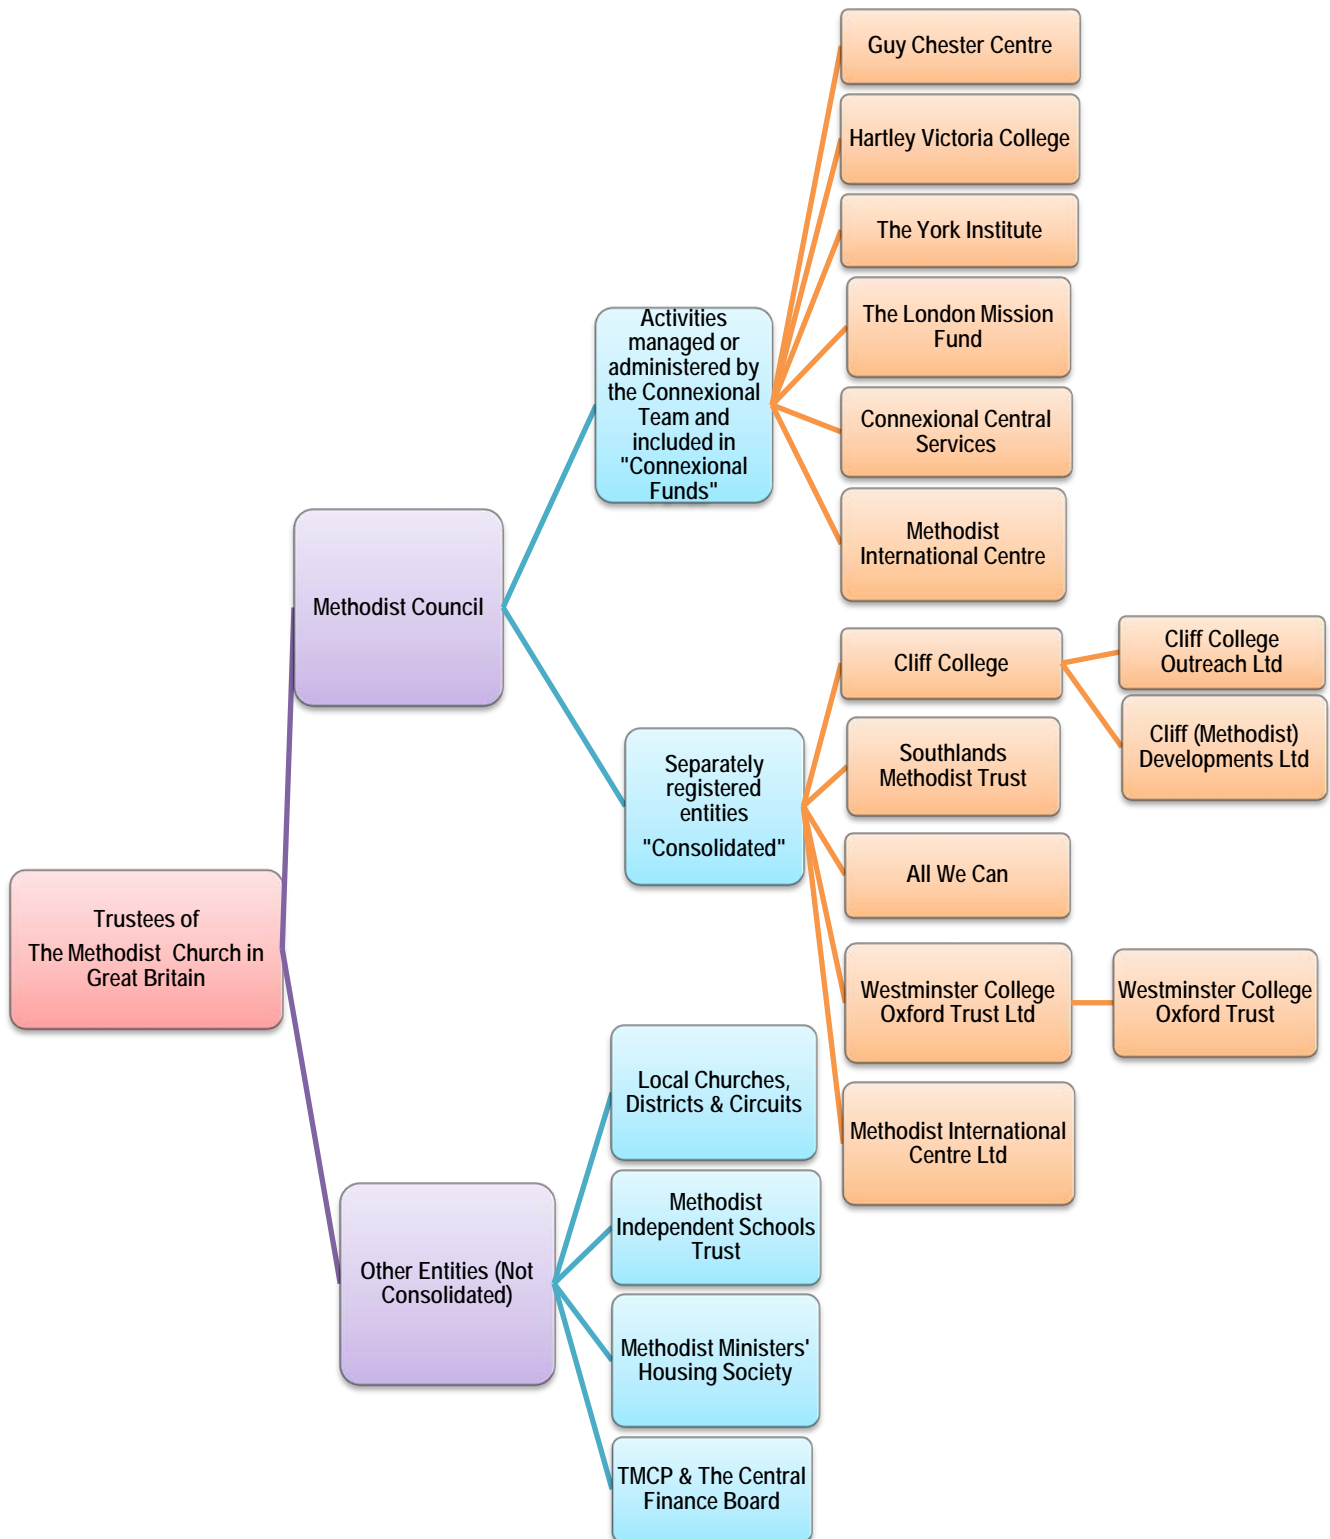 Trustees of
The Methodist Church in
Great Britain
Methodist Council
Activities
managed or
administered by
the Connexional
Team and
included in
"Connexional
Funds"
Guy Chester Centre
Hartley Victoria College
The York Institute
The London Mission
Fund
Connexional Central
Services
Methodist
International Centre
Separately
registered
entities
"Consolidated"
Cliff College
Cliff College
Outreach Ltd
Cliff (Methodist)
Developments Ltd
Southlands
Methodist Trust
All We Can
Westminster College
Oxford Trust Ltd
Westminster College
Oxford Trust
Methodist International
Centre Ltd
Other Entities (Not
Consolidated)
Local Churches,
Districts & Circuits
Methodist
Independent Schools
Trust
Methodist Ministers'
Housing Society
TMCP & The Central
Finance Board